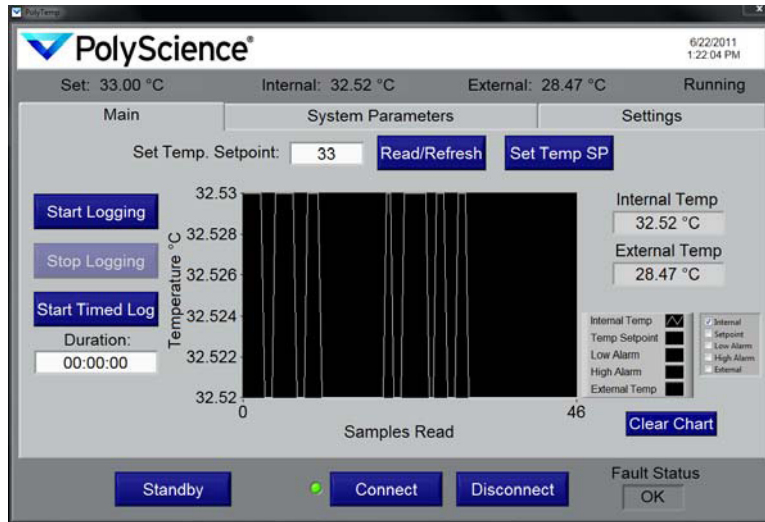 PolyTemp
PolyScience®
6/22/2011
1:22:04 PM
Set: 33.00 °C Internal: 32.52 °C External: 28.47 °C Running
Main System Parameters Settings
Set Temp. Setpoint: 33 Read/Refresh Set Temp SP
Start Logging
Stop Logging
Start Timed Log
Duration:
00:00:00
Temperature °C
32.53
32.528
32.526
32.524
32.522
32.52
0 46
Samples Read
Internal Temp
32.52 °C
External Temp
28.47 °C
Internal Temp
Temp Setpoint
Low Alarm
High Alarm
External Temp
Internal
Setpoint
Low Alarm
High Alarm
External
Clear Chart
Standby Connect Disconnect
Fault Status
OK